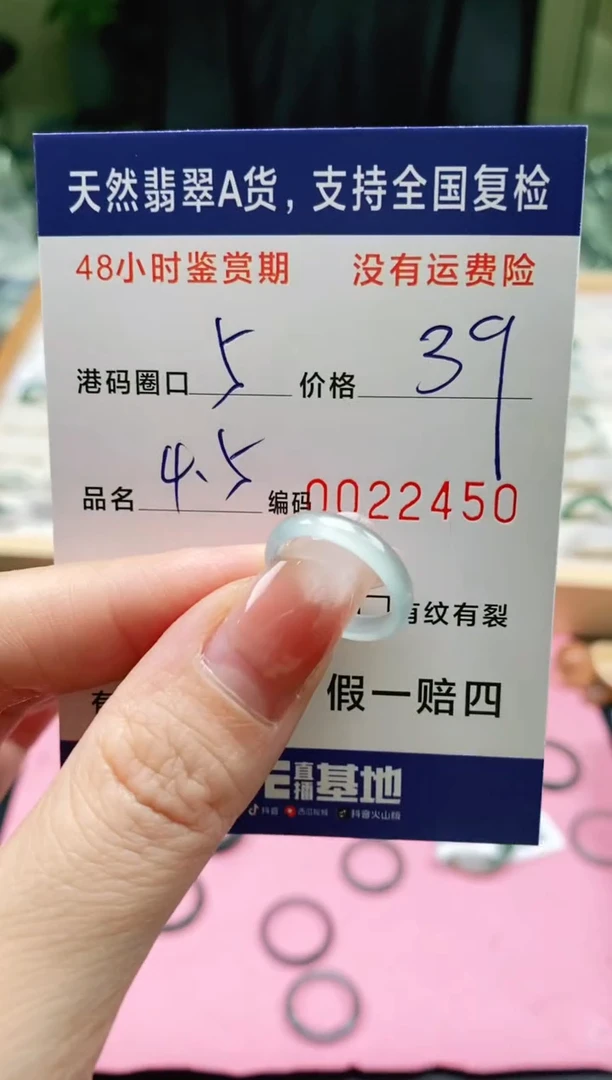 天然翡翠A货，支持全国复检
48小时鉴赏期 没有运费险
港码圈口 5 价格 39
品名 4.5 编码 0022450
有纹有裂
有
假一赔四
直播基地
抖音 西瓜视频 抖音火山版